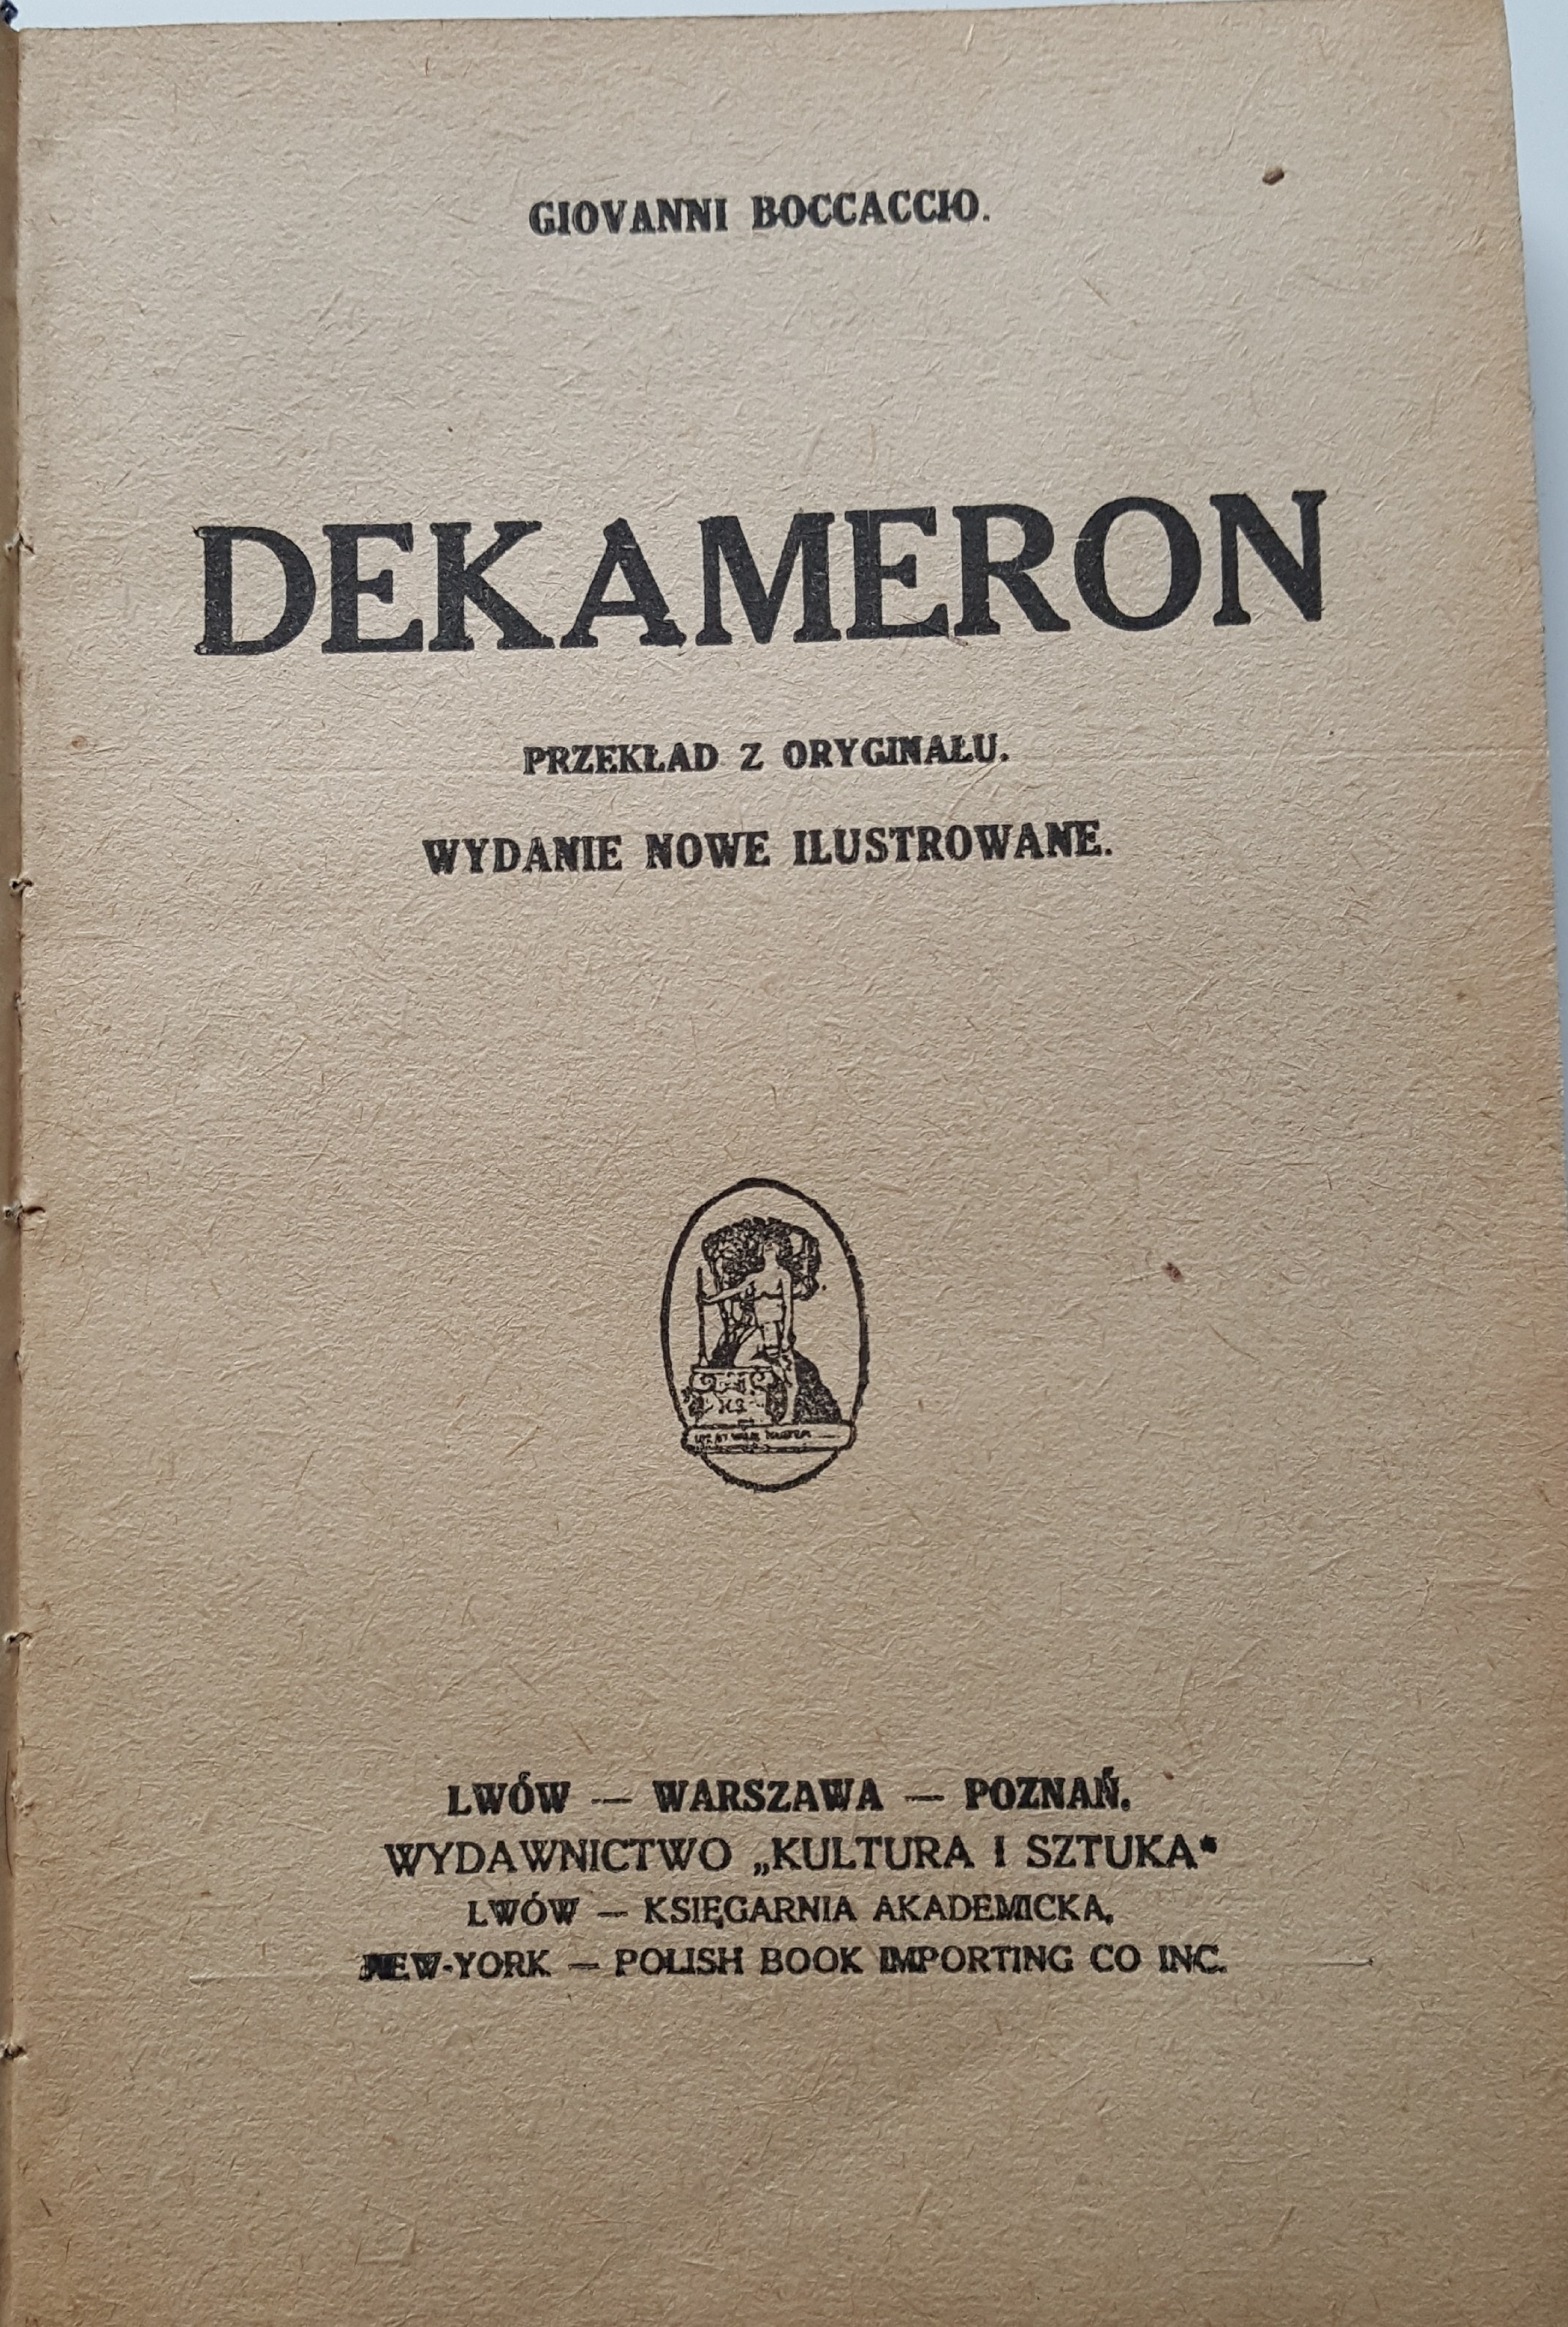 GIOVANNI BOCCACCIO.
DEKAMERON
PRZEKŁAD Z ORYGINAŁU.
WYDANIE NOWE ILUSTROWANE.
LWÓW — WARSZAWA — POZNAŃ.
WYDAWNICTWO „KULTURA I SZTUKA“
LWÓW — KSIĘGARNIA AKADEMICKA,
NEW-YORK — POLISH BOOK IMPORTING CO INC.